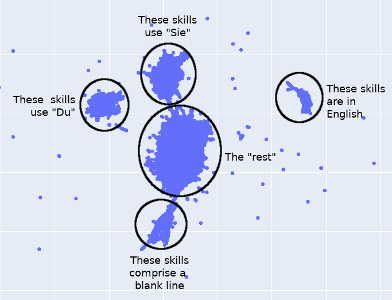 These skills
use "Sie"
These skills
use "Du"
These skills
are in
English
The "rest"
These skills
comprise a
blank line